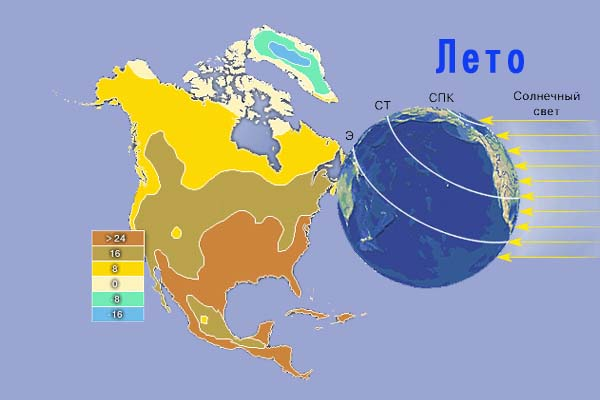 Лето
СПК
СТ
Э
Солнечный
свет
> 24
16
8
0
-8
-16